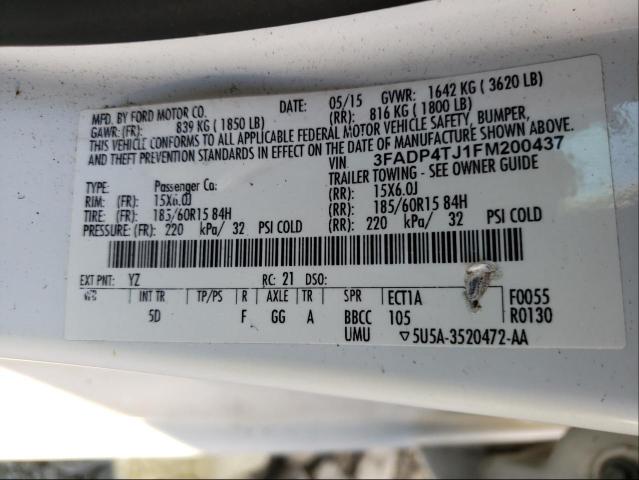 MFD. BY FORD MOTOR CO. DATE: 05/15 GVWR: 1642 KG ( 3620 LB)
GAWR: (FR): 839 KG ( 1850 LB) (RR): 816 KG ( 1800 LB)
THIS VEHICLE CONFORMS TO ALL APPLICABLE FEDERAL MOTOR VEHICLE SAFETY, BUMPER,
AND THEFT PREVENTION STANDARDS IN EFFECT ON THE DATE OF MANUFACTURE SHOWN ABOVE.
VIN 3FADP4TJ1FM200437
TYPE: Passenger Ca: TRAILER TOWING - SEE OWNER GUIDE
RIM: (FR): 15X6.0J (RR): 15X6.0J
TIRE: (FR): 185/60R15 84H (RR): 185/60R15 84H
PRESSURE: (FR): 220 kPa/ 32 PSI COLD (RR): 220 kPa/ 32 PSI COLD
EXT PNT: YZ RC: 21 DSO:
INT TR TP/PS R AXLE TR SPR ECT1A F0055
5D F GG A BBCC 105 R0130
UMU ▽5U5A-3520472-AA